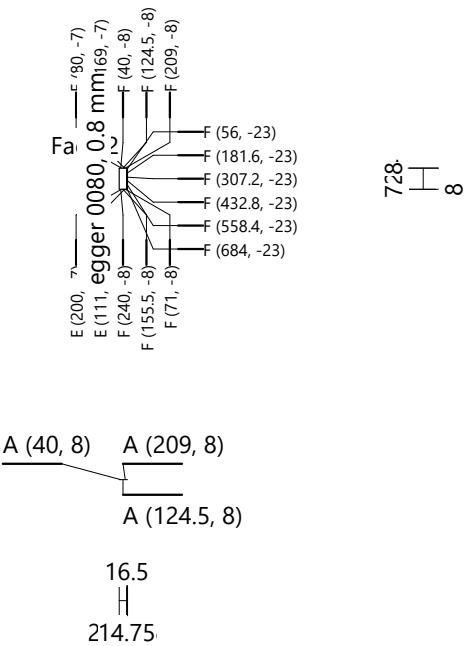 E (80, -7)
E (169, -7)
F (40, -8)
F (124.5, -8)
F (209, -8)
egger 0080, 0.8 mm
F (56, -23)
F (181.6, -23)
F (307.2, -23)
F (432.8, -23)
F (558.4, -23)
F (684, -23)
E (200,
E (111,
F (240, -8)
F (155.5, -8)
F (71, -8)
728
8
A (40, 8)
A (209, 8)
A (124.5, 8)
16.5
214.75